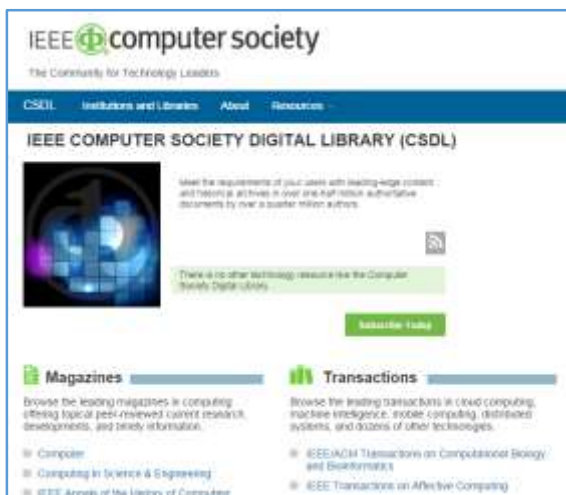 IEEE computer society
The Community for Technology Leaders
CSDL Institutions and Libraries About Resources
IEEE COMPUTER SOCIETY DIGITAL LIBRARY (CSDL)
Meet the requirements of your users with leading-edge content
and historical archives in over one-half million authoritative
documents by over a quarter million authors.
There is no other technology resource like the Computer
Society Digital Library.
Subscribe Today
Magazines
Browse the leading magazines in computing
offering topical peer-reviewed current research,
developments, and timely information.
Computer
Computing in Science & Engineering
IEEE Annals of the History of Computing
Transactions
Browse the leading transactions in cloud computing,
machine intelligence, mobile computing, distributed
systems, and dozens of other technologies.
IEEE/ACM Transactions on Computational Biology
and Bioinformatics
IEEE Transactions on Affective Computing